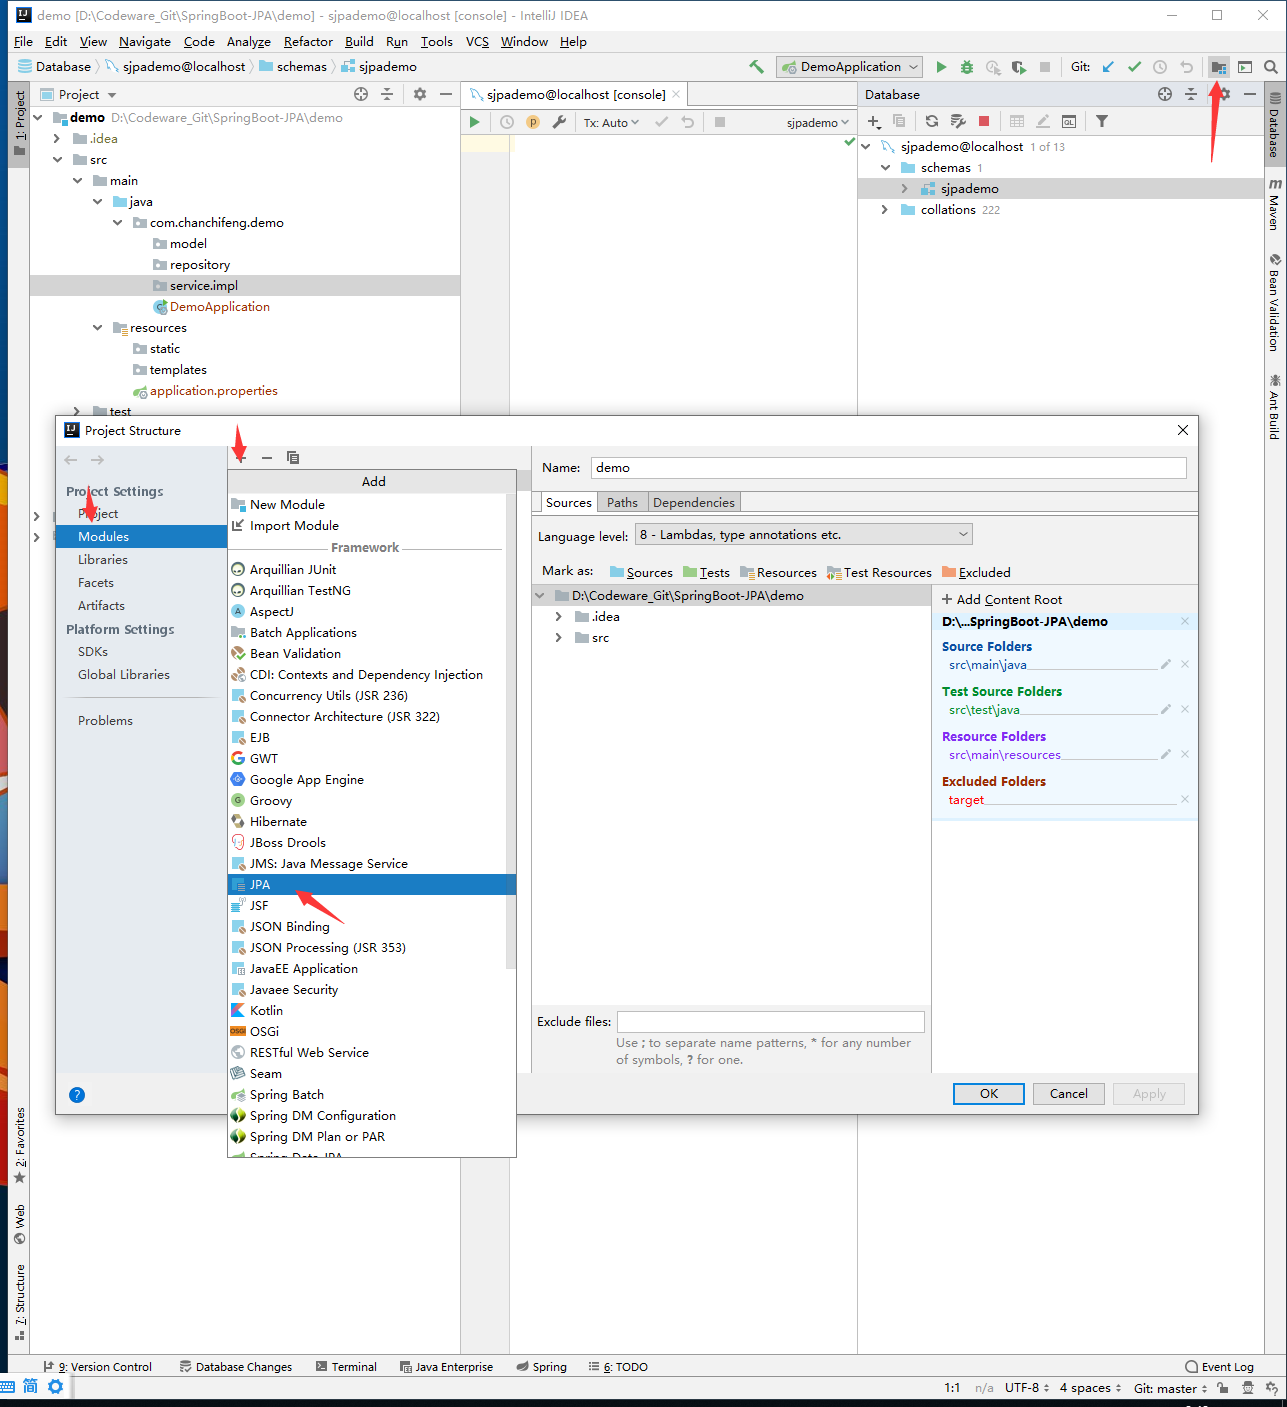 demo [D:\Codeware_Git\SpringBoot-JPA\demo] - sjpademo@localhost [console] - IntelliJ IDEA
File Edit View Navigate Code Analyze Refactor Build Run Tools VCS Window Help
Database sjpademo@localhost schemas sjpademo DemoApplication Git:
1: Project
Project
demo D:\Codeware_Git\SpringBoot-JPA\demo
.idea
src
main
java
com.chanchifeng.demo
model
repository
service.impl
DemoApplication
resources
static
templates
application.properties
test
sjpademo@localhost [console]
Tx: Auto sjpademo
Database
sjpademo@localhost 1 of 13
schemas 1
sjpademo
collations 222
Database
Maven
Bean Validation
Ant Build
Project Structure
Project Settings
Project
Modules
Libraries
Facets
Artifacts
Platform Settings
SDKs
Global Libraries
Problems
Add
New Module
Import Module
Framework
Arquillian JUnit
Arquillian TestNG
AspectJ
Batch Applications
Bean Validation
CDI: Contexts and Dependency Injection
Concurrency Utils (JSR 236)
Connector Architecture (JSR 322)
EJB
GWT
Google App Engine
Groovy
Hibernate
JBoss Drools
JMS: Java Message Service
JPA
JSF
JSON Binding
JSON Processing (JSR 353)
JavaEE Application
Javaee Security
Kotlin
OSGi
RESTful Web Service
Seam
Spring Batch
Spring DM Configuration
Spring DM Plan or PAR
Spring Data JPA
Name: demo
Sources Paths Dependencies
Language level: 8 - Lambdas, type annotations etc.
Mark as: Sources Tests Resources Test Resources Excluded
D:\Codeware_Git\SpringBoot-JPA\demo
.idea
src
+ Add Content Root
D:\...SpringBoot-JPA\demo
Source Folders
src\main\java
Test Source Folders
src\test\java
Resource Folders
src\main\resources
Excluded Folders
target
Exclude files:
Use ; to separate name patterns, * for any number
of symbols, ? for one.
OK Cancel Apply
2: Favorites
Web
7: Structure
9: Version Control Database Changes Terminal Java Enterprise Spring 6: TODO Event Log
简
1:1 n/a UTF-8 4 spaces Git: master